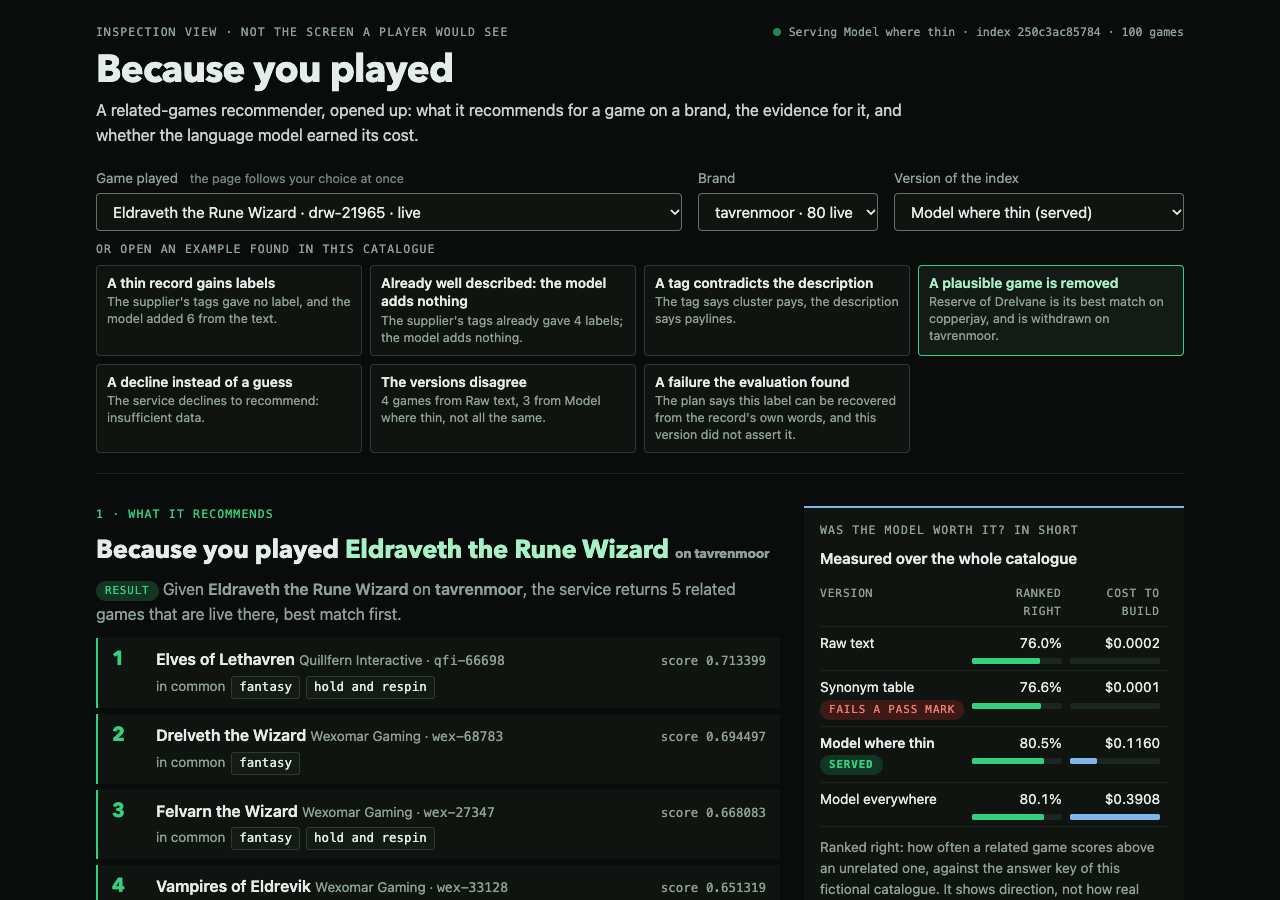 INSPECTION VIEW · NOT THE SCREEN A PLAYER WOULD SEE
Serving Model where thin · index 250c3ac85784 · 100 games
Because you played
A related-games recommender, opened up: what it recommends for a game on a brand, the evidence for it, and
whether the language model earned its cost.
Game played the page follows your choice at once
Brand
Version of the index
Eldraveth the Rune Wizard · drw-21965 · live
tavrenmoor · 80 live
Model where thin (served)
OR OPEN AN EXAMPLE FOUND IN THIS CATALOGUE
A thin record gains labels
The supplier's tags gave no label, and the
model added 6 from the text.
Already well described: the model
adds nothing
The supplier's tags already gave 4 labels;
the model adds nothing.
A tag contradicts the description
The tag says cluster pays, the description
says paylines.
A plausible game is removed
Reserve of Drelvane is its best match on
copperjay, and is withdrawn on
tavrenmoor.
A decline instead of a guess
The service declines to recommend:
insufficient data.
The versions disagree
4 games from Raw text, 3 from Model
where thin, not all the same.
A failure the evaluation found
The plan says this label can be recovered
from the record's own words, and this
version did not assert it.
1 · WHAT IT RECOMMENDS
Because you played Eldraveth the Rune Wizard on tavrenmoor
RESULT Given Eldraveth the Rune Wizard on tavrenmoor, the service returns 5 related
games that are live there, best match first.
1 Elves of Lethavren Quillfern Interactive · qfi-66698 score 0.713399
in common fantasy hold and respin
2 Drelveth the Wizard Wexomar Gaming · wex-68783 score 0.694497
in common fantasy
3 Felvarn the Wizard Wexomar Gaming · wex-27347 score 0.668083
in common fantasy hold and respin
4 Vampires of Eldrevik Wexomar Gaming · wex-33128 score 0.651319
WAS THE MODEL WORTH IT? IN SHORT
Measured over the whole catalogue
VERSION RANKED RIGHT COST TO BUILD
Raw text 76.0% $0.0002
Synonym table 76.6% $0.0001
FAILS A PASS MARK
Model where thin 80.5% $0.1160
SERVED
Model everywhere 80.1% $0.3908
Ranked right: how often a related game scores above
an unrelated one, against the answer key of this
fictional catalogue. It shows direction, not how real